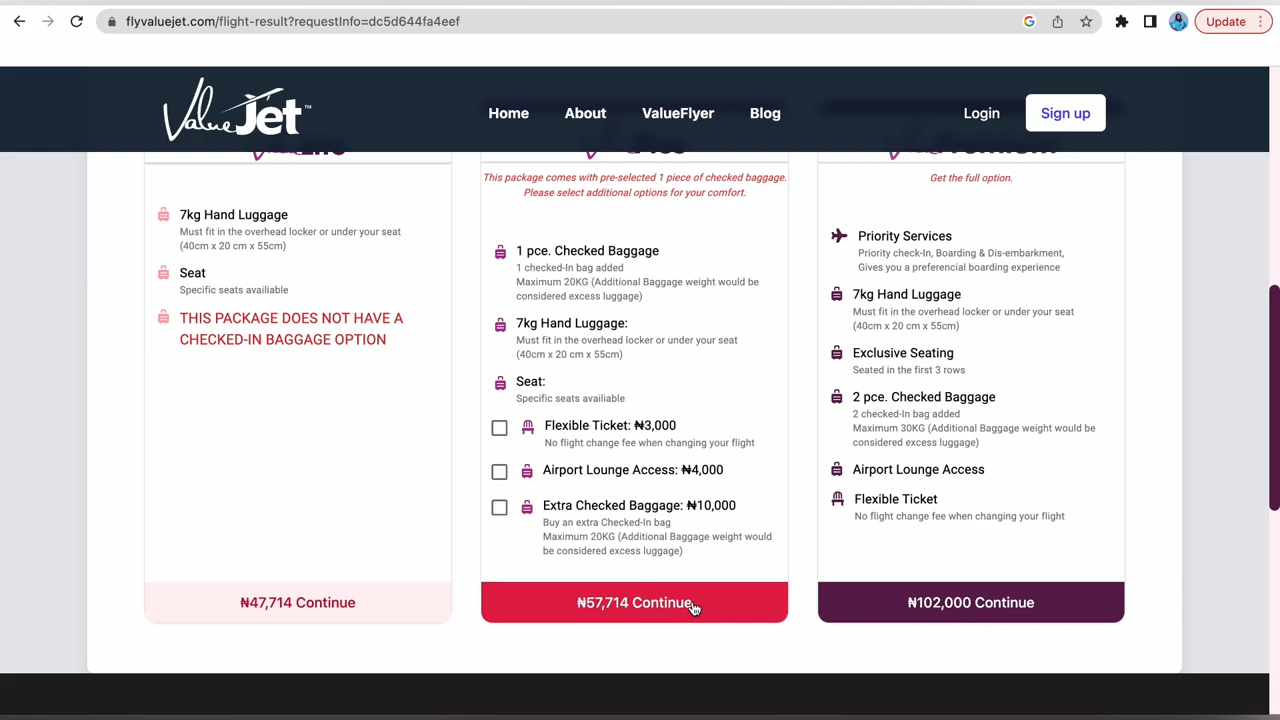 flyvaluejet.com/flight-result?requestInfo=dc5d644fa4eef
Update
ValueJet™
Home
About
ValueFlyer
Blog
Login
Sign up
7kg Hand Luggage
Must fit in the overhead locker or under your seat
(40cm x 20 cm x 55cm)
Seat
Specific seats availiable
THIS PACKAGE DOES NOT HAVE A
CHECKED-IN BAGGAGE OPTION
₦47,714 Continue
This package comes with pre-selected 1 piece of checked baggage.
Please select additional options for your comfort.
1 pce. Checked Baggage
1 checked-In bag added
Maximum 20KG (Additional Baggage weight would be
considered excess luggage)
7kg Hand Luggage:
Must fit in the overhead locker or under your seat
(40cm x 20 cm x 55cm)
Seat:
Specific seats availiable
Flexible Ticket: ₦3,000
No flight change fee when changing your flight
Airport Lounge Access: ₦4,000
Extra Checked Baggage: ₦10,000
Buy an extra Checked-In bag
Maximum 20KG (Additional Baggage weight would
be considered excess luggage)
₦57,714 Continue
Get the full option.
Priority Services
Priority check-In, Boarding & Dis-embarkment,
Gives you a preferencial boarding experience
7kg Hand Luggage
Must fit in the overhead locker or under your seat
(40cm x 20 cm x 55cm)
Exclusive Seating
Seated in the first 3 rows
2 pce. Checked Baggage
2 checked-In bag added
Maximum 30KG (Additional Baggage weight would be
considered excess luggage)
Airport Lounge Access
Flexible Ticket
No flight change fee when changing your flight
₦102,000 Continue